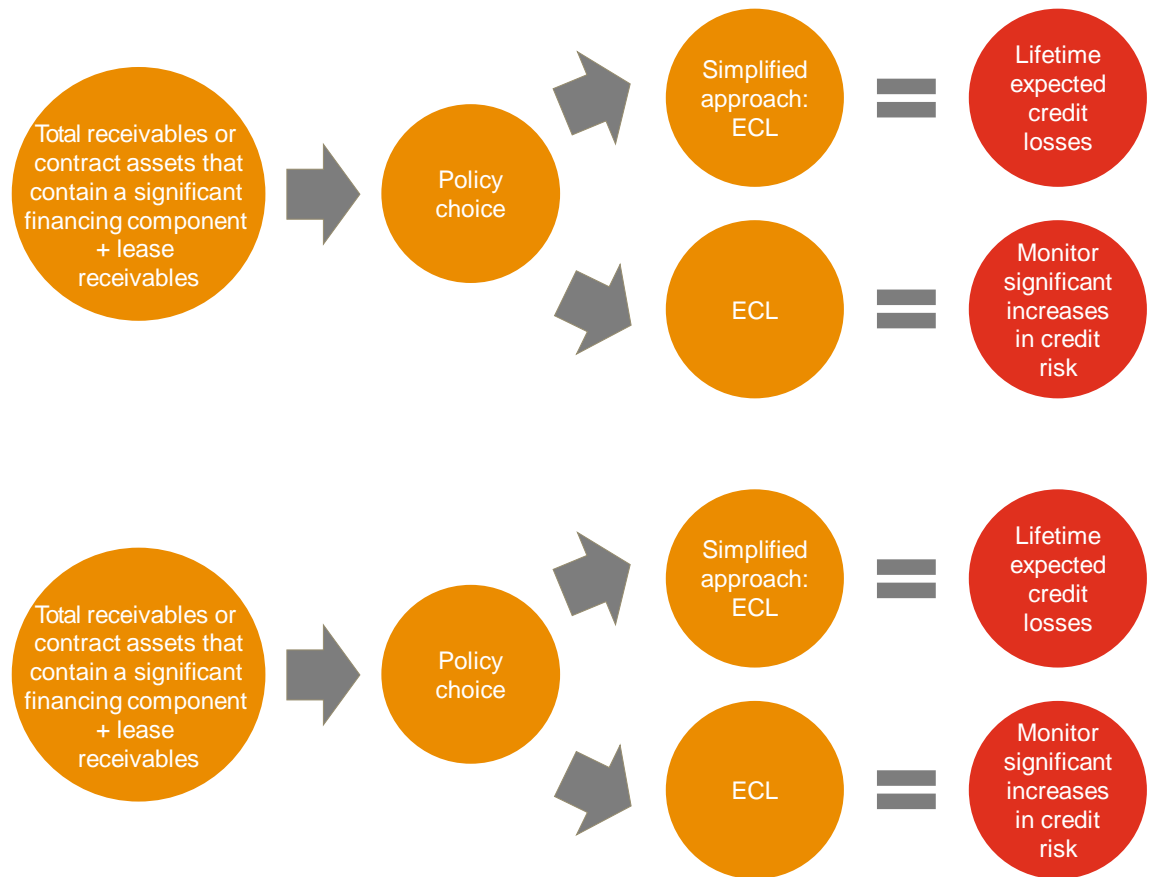 Total receivables or
contract assets that
contain a significant
financing component
+ lease
receivables
Policy
choice
Simplified
approach:
ECL
Lifetime
expected
credit
losses
ECL
Monitor
significant
increases
in credit
risk
Total receivables or
contract assets that
contain a significant
financing component
+ lease
receivables
Policy
choice
Simplified
approach:
ECL
Lifetime
expected
credit
losses
ECL
Monitor
significant
increases
in credit
risk